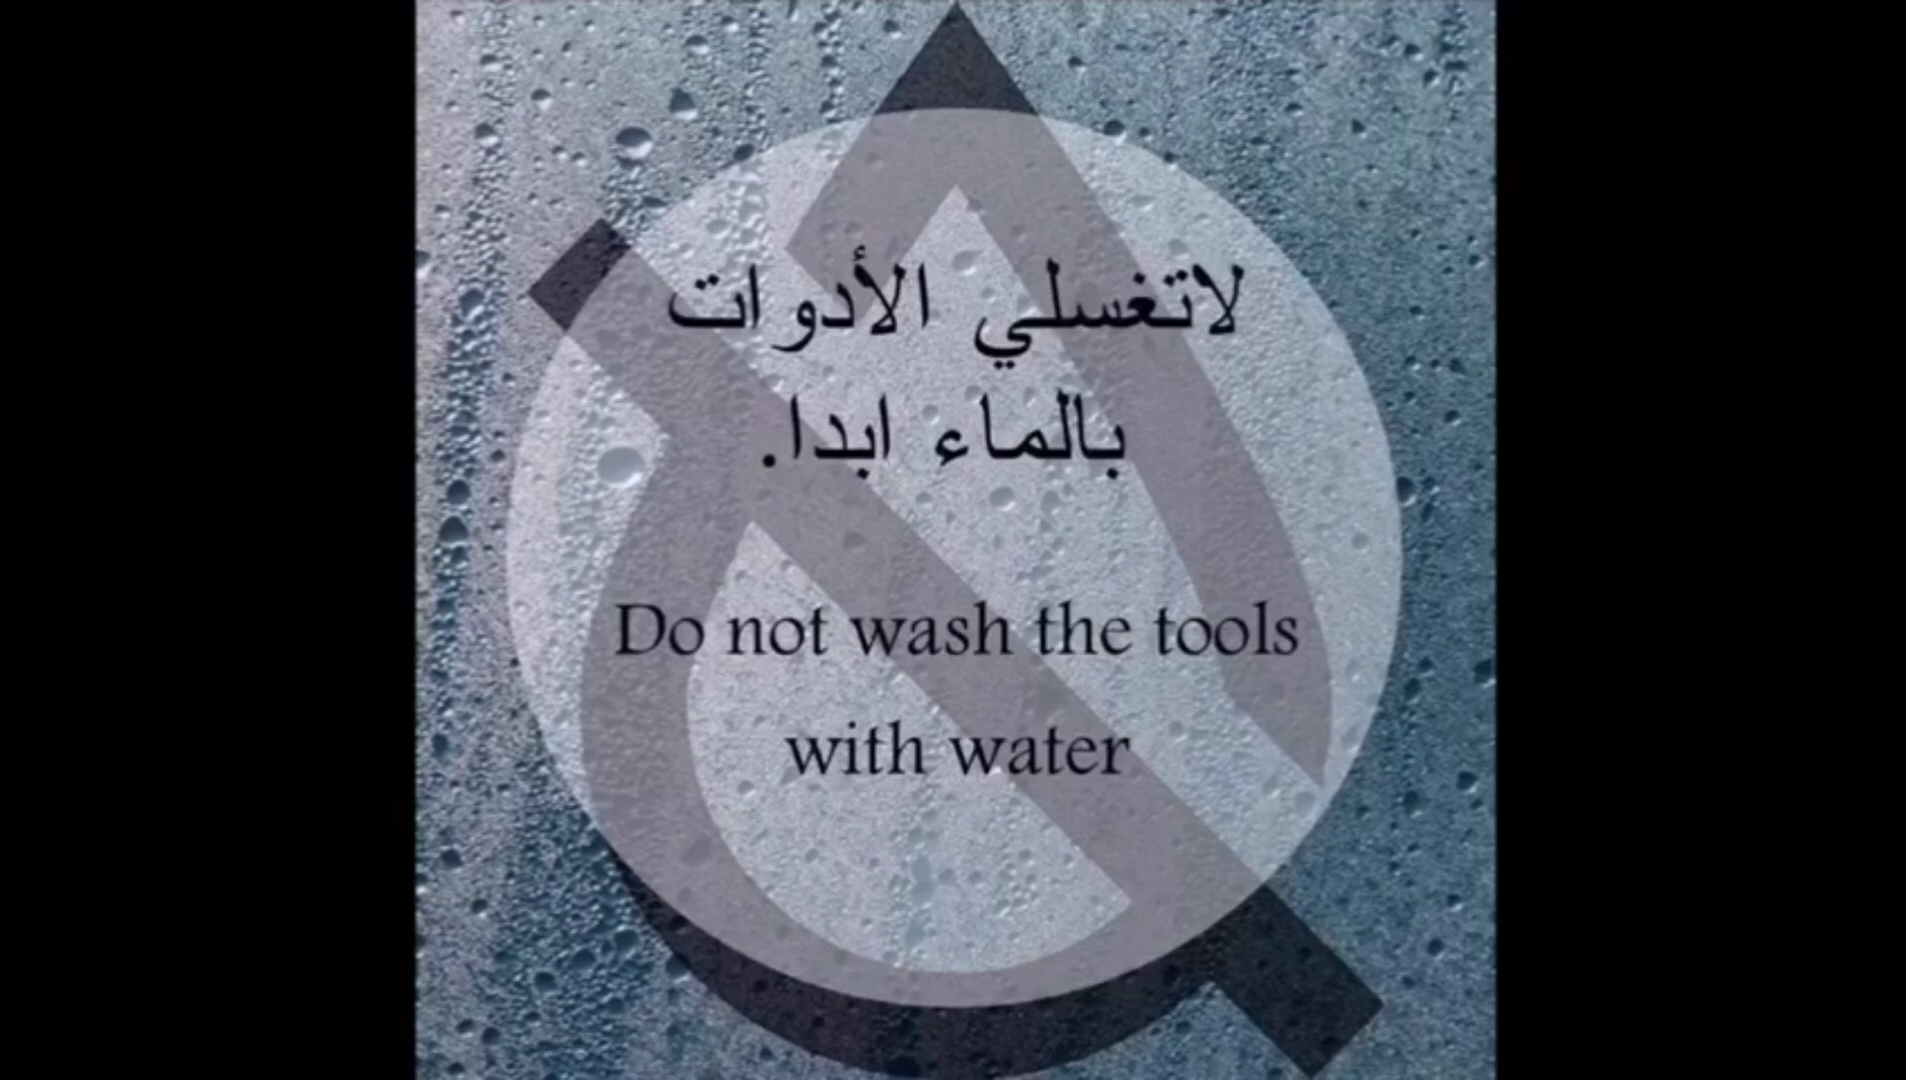 لاتغسلي الأدوات
بالماء ابدا.
Do not wash the tools
with water